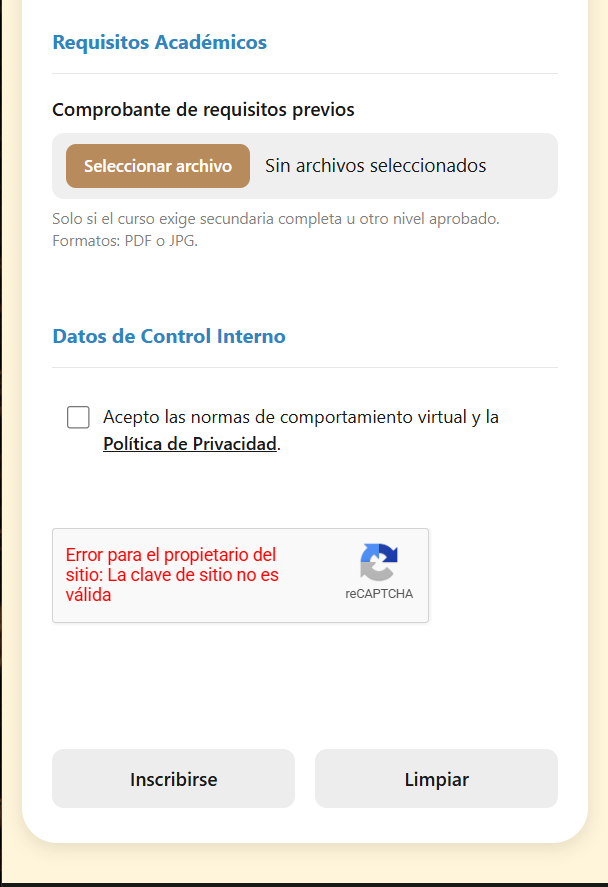 Requisitos Académicos
Comprobante de requisitos previos
Seleccionar archivo Sin archivos seleccionados
Solo si el curso exige secundaria completa u otro nivel aprobado.
Formatos: PDF o JPG.
Datos de Control Interno
Acepto las normas de comportamiento virtual y la
Política de Privacidad.
Error para el propietario del
sitio: La clave de sitio no es
válida
reCAPTCHA
Inscribirse Limpiar